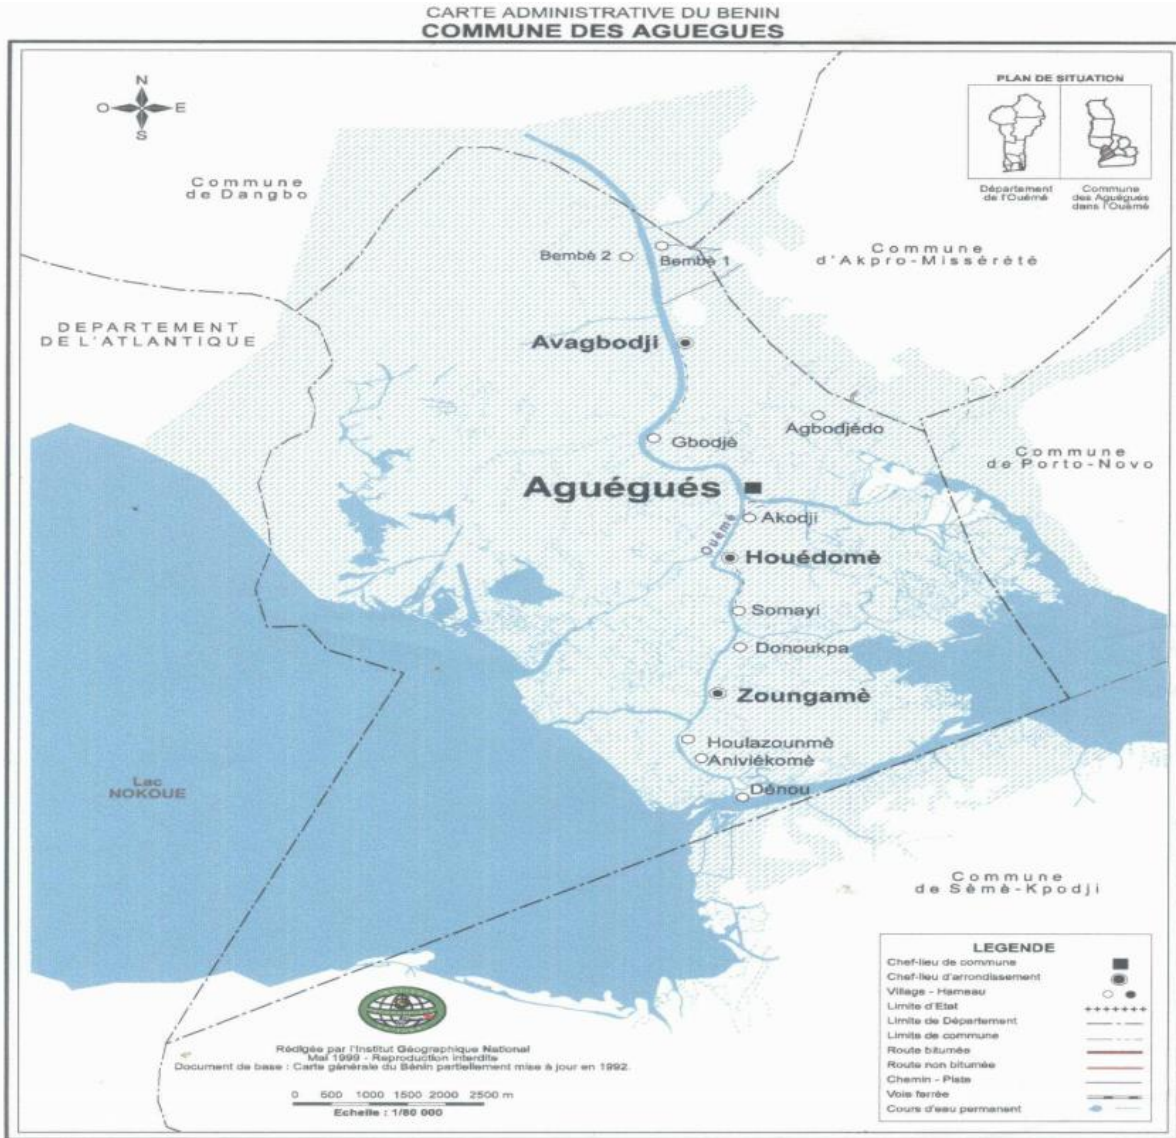 CARTE ADMINISTRATIVE DU BENIN
COMMUNE DES AGUEGUES
N
O
E
S
PLAN DE SITUATION
Département
de l'Ouémé
Commune
des Aguégués
dans l'Ouémé
Commune
de Dangbo
Commune
d'Akpro-Missérété
Bembè 2
Bembè 1
DEPARTEMENT
DE L'ATLANTIQUE
Avagbodji
Agbodjèdo
Gbodjè
Commune
de Porto-Novo
Aguégués
Akodji
Ouémé
Houédomè
Somayi
Donoukpa
Zoungamè
Houlazounmè
Aniviékomè
Lac
NOKOUE
Dénou
Commune
de Sèmè-Kpodji
LEGENDE
Chef-lieu de commune
Chef-lieu d'arrondissement
Village - Hameau
Limite d'Etat
Limite de Département
Limite de commune
Route bitumée
Route non bitumée
Chemin - Piste
Voie ferrée
Cours d'eau permanent
Rédigée par l'Institut Géographique National
Mai 1999 - Reproduction interdite
Document de base : Carte générale du Bénin partiellement mise à jour en 1992.
0 500 1000 1500 2000 2500 m
Echelle : 1/80 000